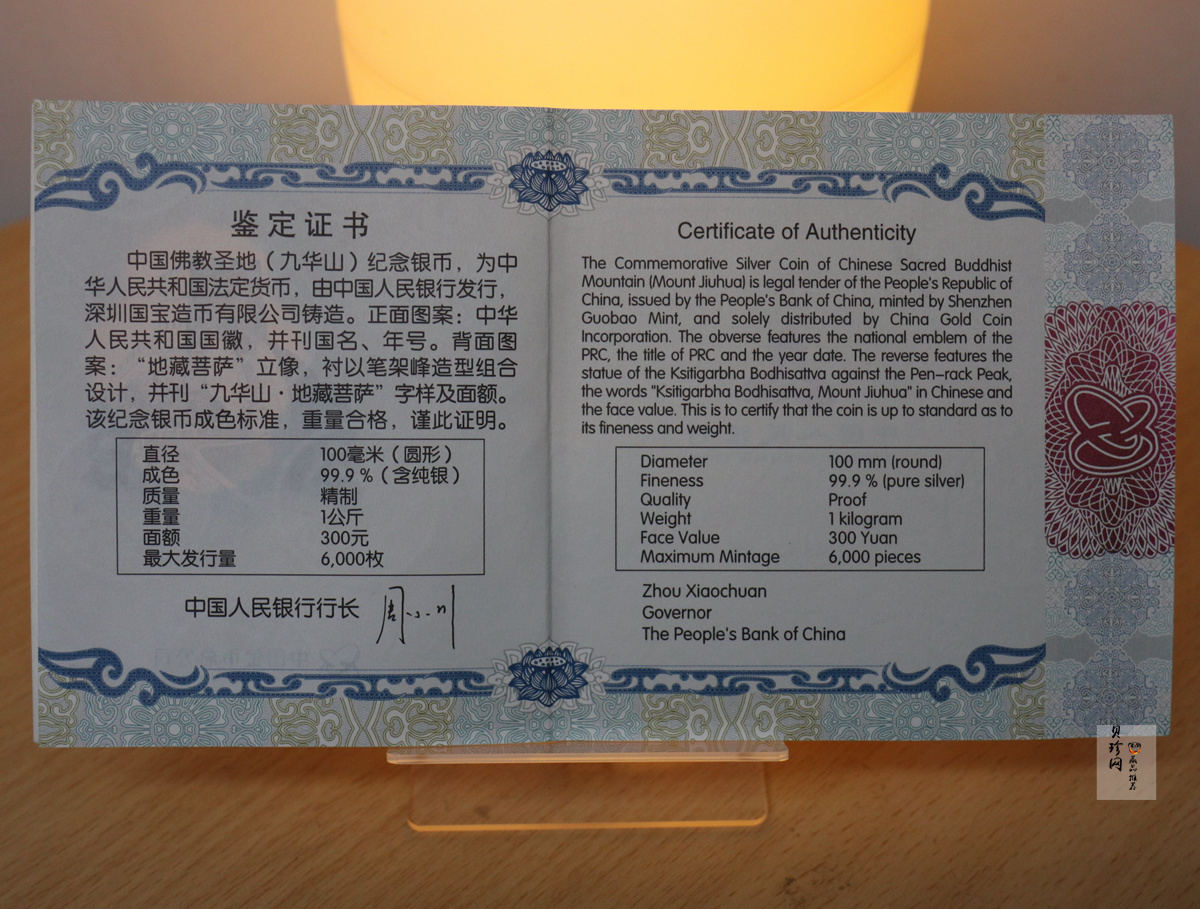 鉴定证书
中国佛教圣地（九华山）纪念银币，为中
华人民共和国法定货币，由中国人民银行发行，
深圳国宝造币有限公司铸造。正面图案：中华
人民共和国国徽，并刊国名、年号。背面图
案：“地藏菩萨”立像，衬以笔架峰造型组合
设计，并刊“九华山·地藏菩萨”字样及面额。
该纪念银币成色标准，重量合格，谨此证明。
直径 100毫米（圆形）
成色 99.9％（含纯银）
质量 精制
重量 1公斤
面额 300元
最大发行量 6,000枚
中国人民银行行长 周小川
Certificate of Authenticity
The Commemorative Silver Coin of Chinese Sacred Buddhist
Mountain (Mount Jiuhua) is legal tender of the People's Republic of
China, issued by the People's Bank of China, minted by Shenzhen
Guobao Mint, and solely distributed by China Gold Coin
Incorporation. The obverse features the national emblem of the
PRC, the title of PRC and the year date. The reverse features the
statue of the Ksitigarbha Bodhisattva against the Pen-rack Peak,
the words "Ksitigarbha Bodhisattva, Mount Jiuhua" in Chinese and
the face value. This is to certify that the coin is up to standard as to
its fineness and weight.
Diameter 100 mm (round)
Fineness 99.9 % (pure silver)
Quality Proof
Weight 1 kilogram
Face Value 300 Yuan
Maximum Mintage 6,000 pieces
Zhou Xiaochuan
Governor
The People's Bank of China
贝珍网
藏品推荐